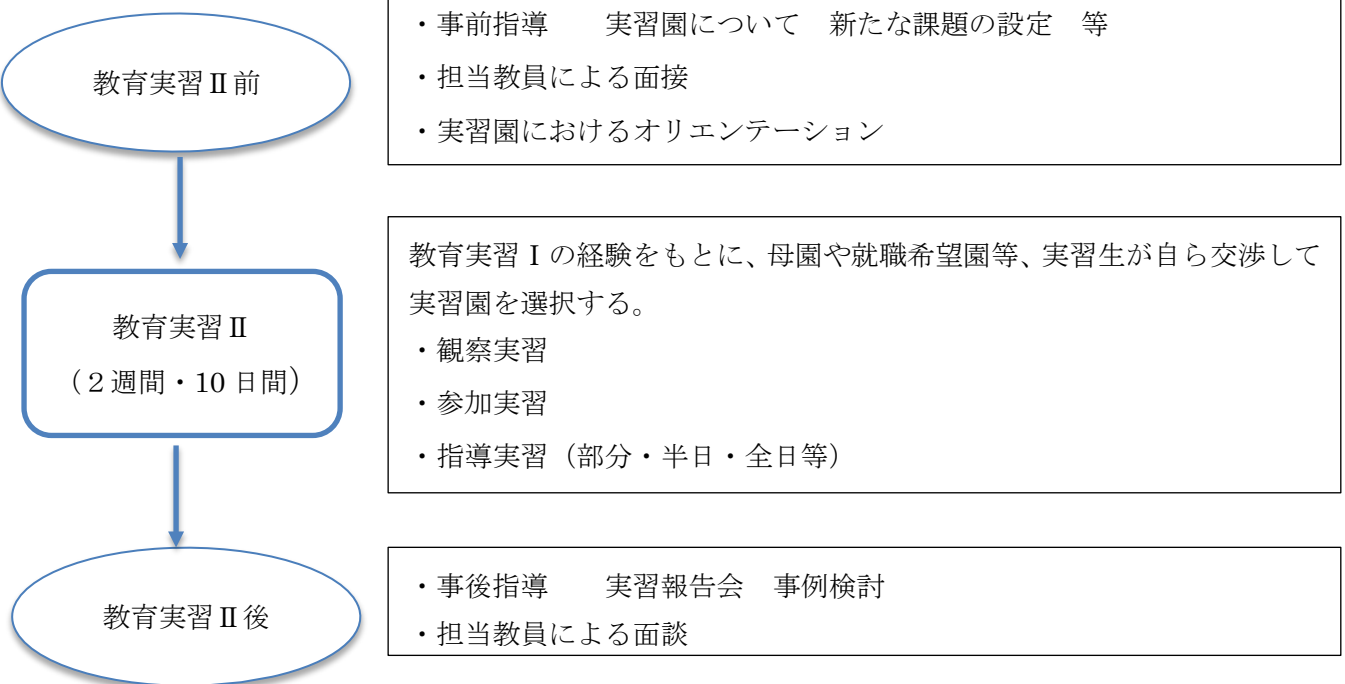 教育実習Ⅱ前
・事前指導　　実習園について　新たな課題の設定　等
・担当教員による面接
・実習園におけるオリエンテーション
教育実習Ⅱ
（２週間・10 日間）
教育実習Ⅰの経験をもとに、母園や就職希望園等、実習生が自ら交渉して
実習園を選択する。
・観察実習
・参加実習
・指導実習（部分・半日・全日等）
教育実習Ⅱ後
・事後指導　　実習報告会　事例検討
・担当教員による面談